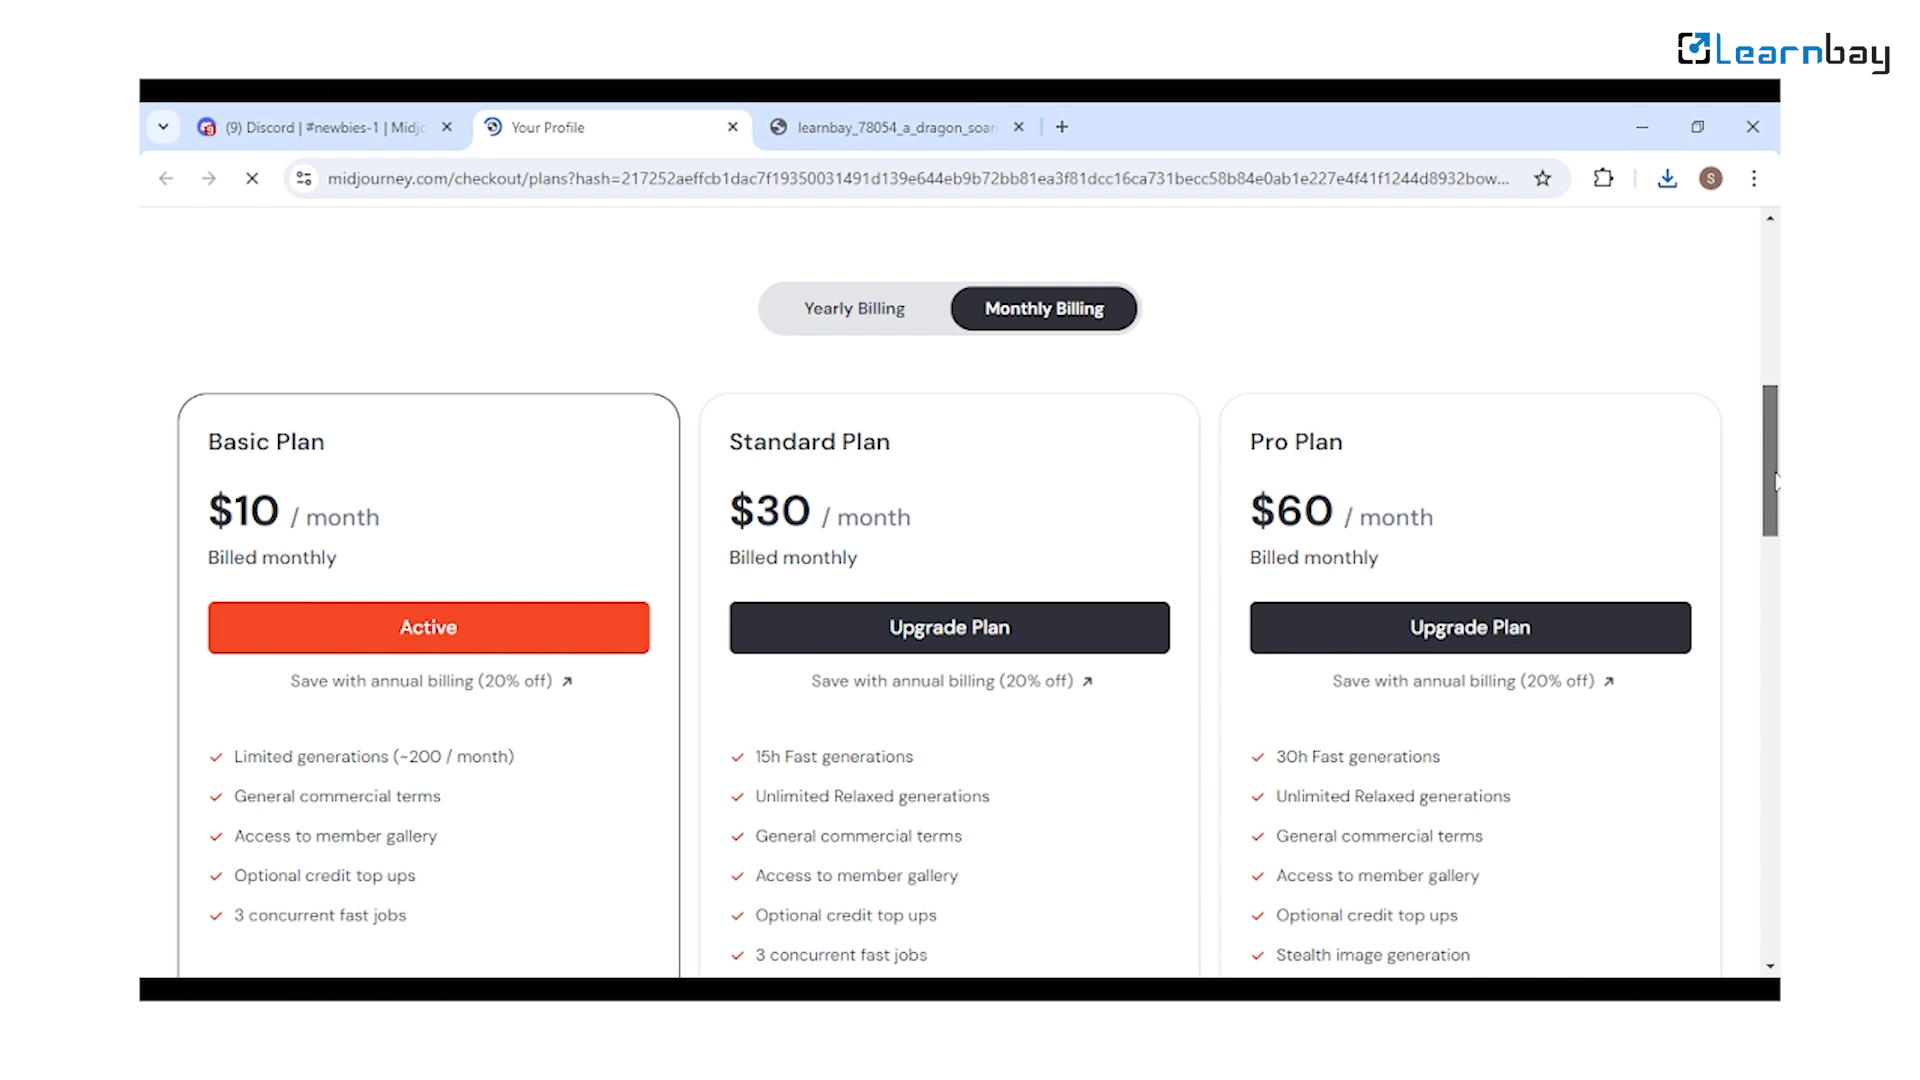 Learnbay
(9) Discord | #newbies-1 | Midjc
Your Profile
learnbay_78054_a_dragon_soar
midjourney.com/checkout/plans?hash=217252aeffcb1dac7f19350031491d139e644eb9b72bb81ea3f81dcc16ca731becc58b84e0ab1e227e4f41f1244d8932bow...
S
Yearly Billing
Monthly Billing
Basic Plan
$10 / month
Billed monthly
Active
Save with annual billing (20% off)
Limited generations (~200 / month)
General commercial terms
Access to member gallery
Optional credit top ups
3 concurrent fast jobs
Standard Plan
$30 / month
Billed monthly
Upgrade Plan
Save with annual billing (20% off)
15h Fast generations
Unlimited Relaxed generations
General commercial terms
Access to member gallery
Optional credit top ups
3 concurrent fast jobs
Pro Plan
$60 / month
Billed monthly
Upgrade Plan
Save with annual billing (20% off)
30h Fast generations
Unlimited Relaxed generations
General commercial terms
Access to member gallery
Optional credit top ups
Stealth image generation